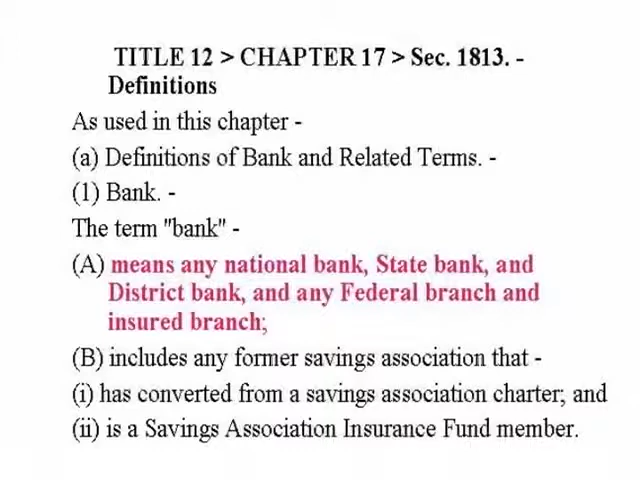 TITLE 12 > CHAPTER 17 > Sec. 1813. -
Definitions
As used in this chapter -
(a) Definitions of Bank and Related Terms. -
(1) Bank. -
The term "bank" -
(A) means any national bank, State bank, and
District bank, and any Federal branch and
insured branch;
(B) includes any former savings association that -
(i) has converted from a savings association charter; and
(ii) is a Savings Association Insurance Fund member.